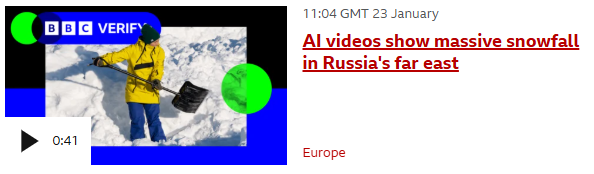 BBC VERIFY
0:41
11:04 GMT 23 January
AI videos show massive snowfall
in Russia's far east
Europe